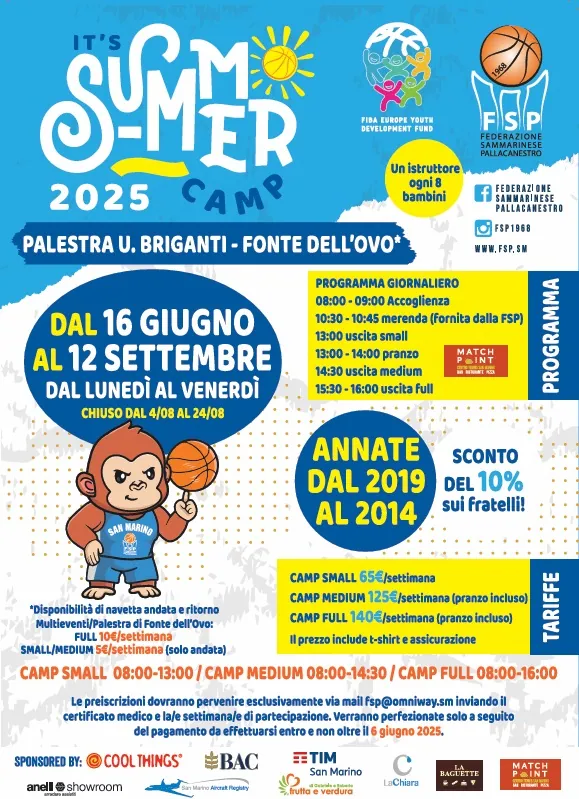 IT'S
SUMMER
2025 CAMP
FIBA EUROPE YOUTH
DEVELOPMENT FUND
1968
FSP
FEDERAZIONE
SAMMARINESE
PALLACANESTRO
Un istruttore
ogni 8
bambini
FEDERAZIONE
SAMMARINESE
PALLACANESTRO
FSP1968
WWW.FSP.SM
PALESTRA U. BRIGANTI - FONTE DELL'OVO*
DAL 16 GIUGNO
AL 12 SETTEMBRE
DAL LUNEDÌ AL VENERDÌ
CHIUSO DAL 4/08 AL 24/08
PROGRAMMA GIORNALIERO
08:00 - 09:00 Accoglienza
10:30 - 10:45 merenda (fornita dalla FSP)
13:00 uscita small
13:00 - 14:00 pranzo
14:30 uscita medium
15:30 - 16:00 uscita full
MATCH
POINT
PROGRAMMA
ANNATE
DAL 2019
AL 2014
SCONTO
DEL 10%
sui fratelli!
SAN MARINO
CAMP SMALL 65€/settimana
CAMP MEDIUM 125€/settimana (pranzo incluso)
CAMP FULL 140€/settimana (pranzo incluso)
Il prezzo include t-shirt e assicurazione
TARIFFE
*Disponibilità di navetta andata e ritorno
Multieventi/Palestra di Fonte dell'Ovo:
FULL 10€/settimana
SMALL/MEDIUM 5€/settimana (solo andata)
CAMP SMALL 08:00-13:00 / CAMP MEDIUM 08:00-14:30 / CAMP FULL 08:00-16:00
Le preiscrizioni dovranno pervenire esclusivamente via mail fsp@omniway.sm inviando il
certificato medico e la/e settimana/e di partecipazione. Verranno perfezionate solo a seguito
del pagamento da effettuarsi entro e non oltre il 6 giugno 2025.
SPONSORED BY: COOL THINGS
BAC
TIM
San Marino
LaChiara
LA
BAGUETTE
MATCH
POINT
anelli showroom
San Marino Aircraft Registry
di Gabriele e Roberto
frutta e verdura